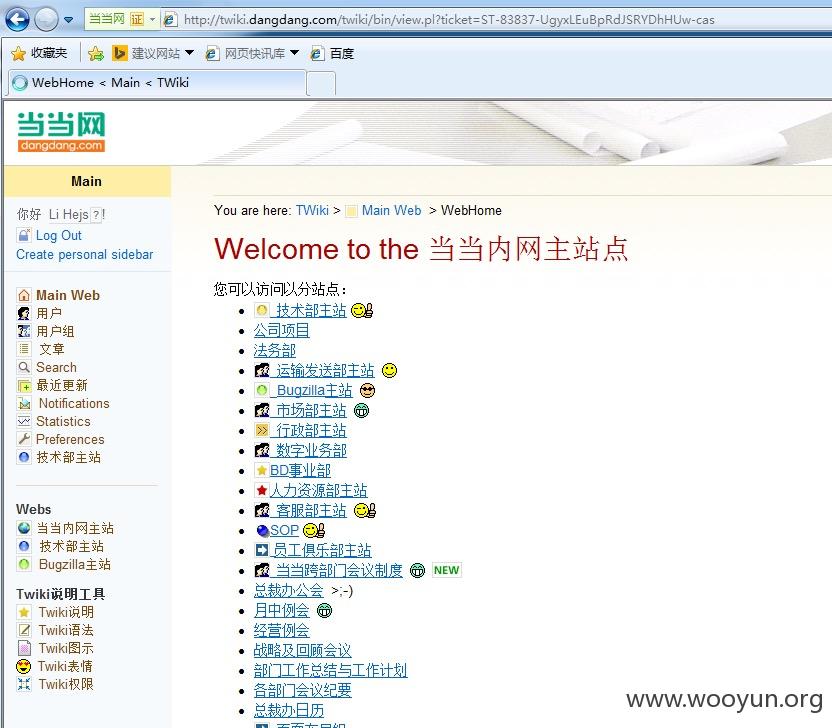 当当网 证 http://twiki.dangdang.com/twiki/bin/view.pl?ticket=ST-83837-UgyxLEuBpRdJSRYDhHUw-cas
收藏夹 建议网站 网页快讯库 百度
WebHome < Main < TWiki
当当网
dangdang.com
Main
你好 Li Hejs ?!
Log Out
Create personal sidebar
Main Web
用户
用户组
文章
Search
最近更新
Notifications
Statistics
Preferences
技术部主站
Webs
当当内网主站
技术部主站
Bugzilla主站
Twiki说明工具
Twiki说明
Twiki语法
Twiki图示
Twiki表情
Twiki权限
You are here: TWiki > Main Web > WebHome
Welcome to the 当当内网主站点
您可以访问以分站点：
技术部主站
公司项目
法务部
运输发送部主站
Bugzilla主站
市场部主站
行政部主站
数字业务部
BD事业部
人力资源部主站
客服部主站
SOP
员工俱乐部主站
当当跨部门会议制度 NEW
总裁办公会 >;-)
月中例会
经营例会
战略及回顾会议
部门工作总结与工作计划
各部门会议纪要
总裁办日历
www.wooyun.org